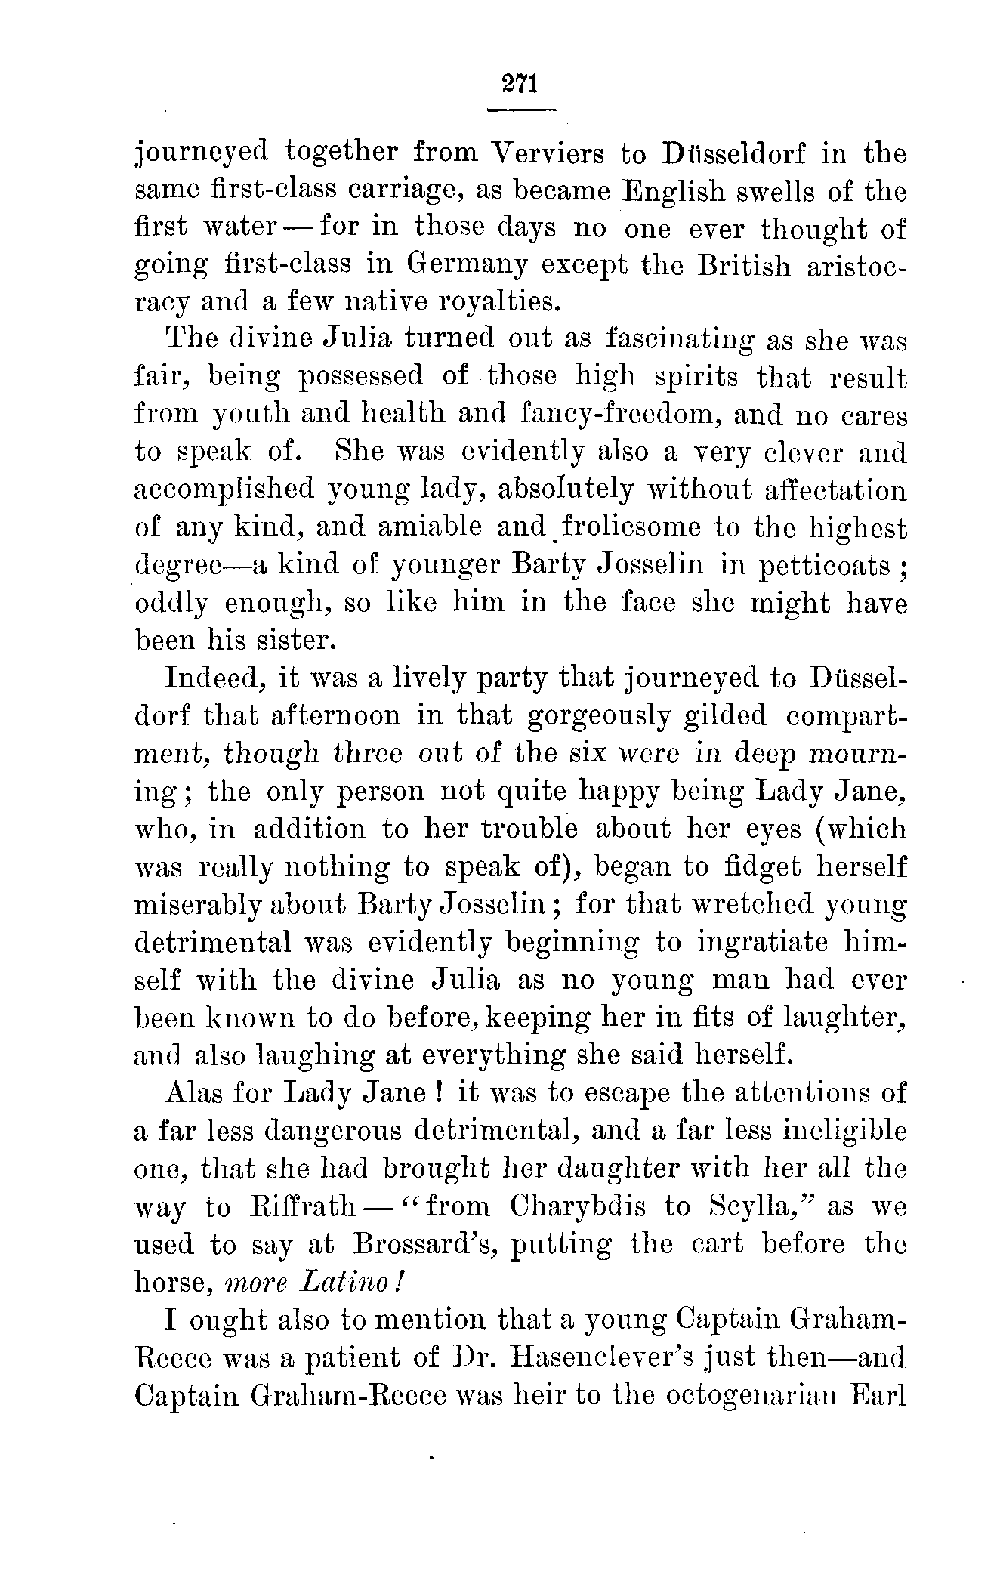 271
journeyed together from Verviers to Düsseldorf in the
same first-class carriage, as became English swells of the
first water — for in those days no one ever thought of
going first-class in Germany except the British aristoc-
racy and a few native royalties.
The divine Julia turned out as fascinating as she was
fair, being possessed of those high spirits that result
from youth and health and fancy-freedom, and no cares
to speak of. She was evidently also a very clever and
accomplished young lady, absolutely without affectation
of any kind, and amiable and frolicsome to the highest
degree—a kind of younger Barty Josselin in petticoats ;
oddly enough, so like him in the face she might have
been his sister.
Indeed, it was a lively party that journeyed to Düssel-
dorf that afternoon in that gorgeously gilded compart-
ment, though three out of the six were in deep mourn-
ing ; the only person not quite happy being Lady Jane,
who, in addition to her trouble about her eyes (which
was really nothing to speak of), began to fidget herself
miserably about Barty Josselin ; for that wretched young
detrimental was evidently beginning to ingratiate him-
self with the divine Julia as no young man had ever
been known to do before, keeping her in fits of laughter,
and also laughing at everything she said herself.
Alas for Lady Jane ! it was to escape the attentions of
a far less dangerous detrimental, and a far less ineligible
one, that she had brought her daughter with her all the
way to Riffrath — “from Charybdis to Scylla,” as we
used to say at Brossard’s, putting the cart before the
horse, more Latino !
I ought also to mention that a young Captain Graham-
Reece was a patient of Dr. Hasenclever’s just then—and
Captain Graham-Reece was heir to the octogenarian Earl